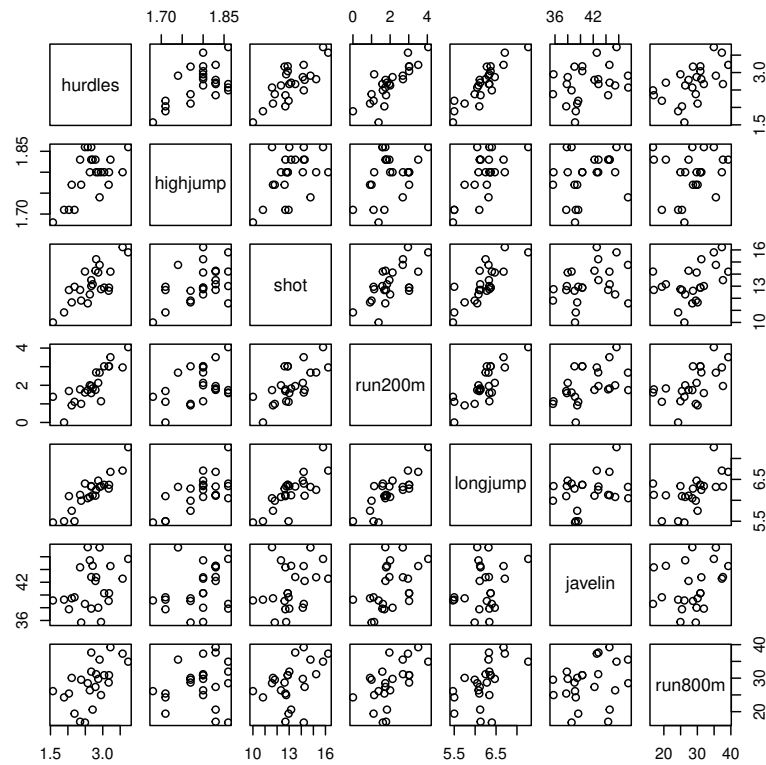 1.70 1.85 0 2 4 36 42
hurdles 1.5 3.0
1.70 1.85 highjump
shot 10 13 16
0 2 4 run200m
longjump 5.5 6.5
36 42 javelin
run800m 20 30 40
1.5 3.0 10 13 16 5.5 6.5 20 30 40